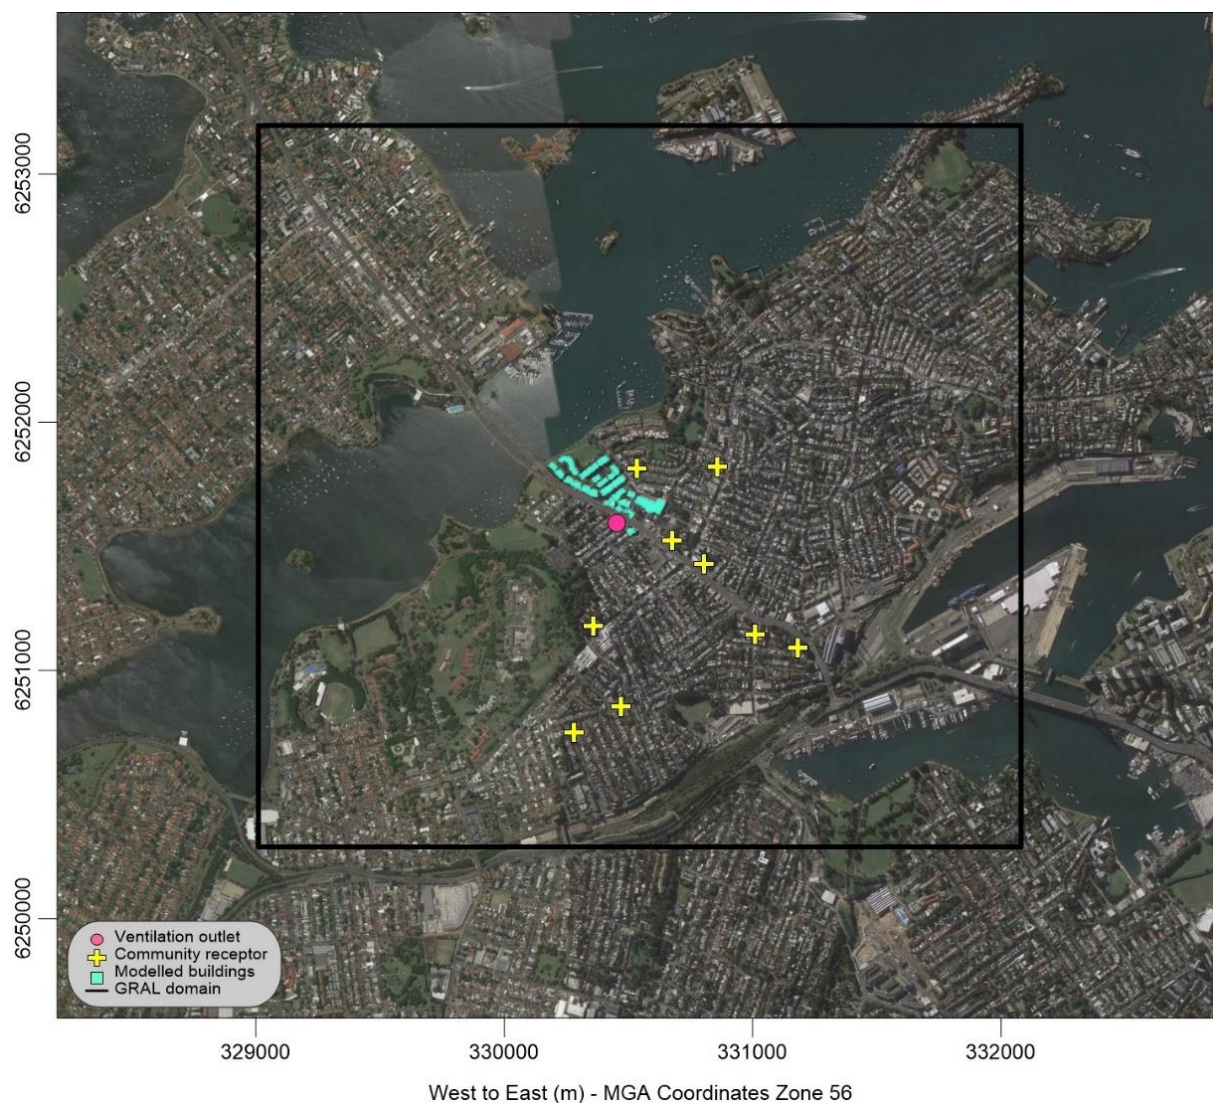 6253000
6252000
6251000
6250000
Ventilation outlet
Community receptor
Modelled buildings
GRAL domain
329000
330000
331000
332000
West to East (m) - MGA Coordinates Zone 56